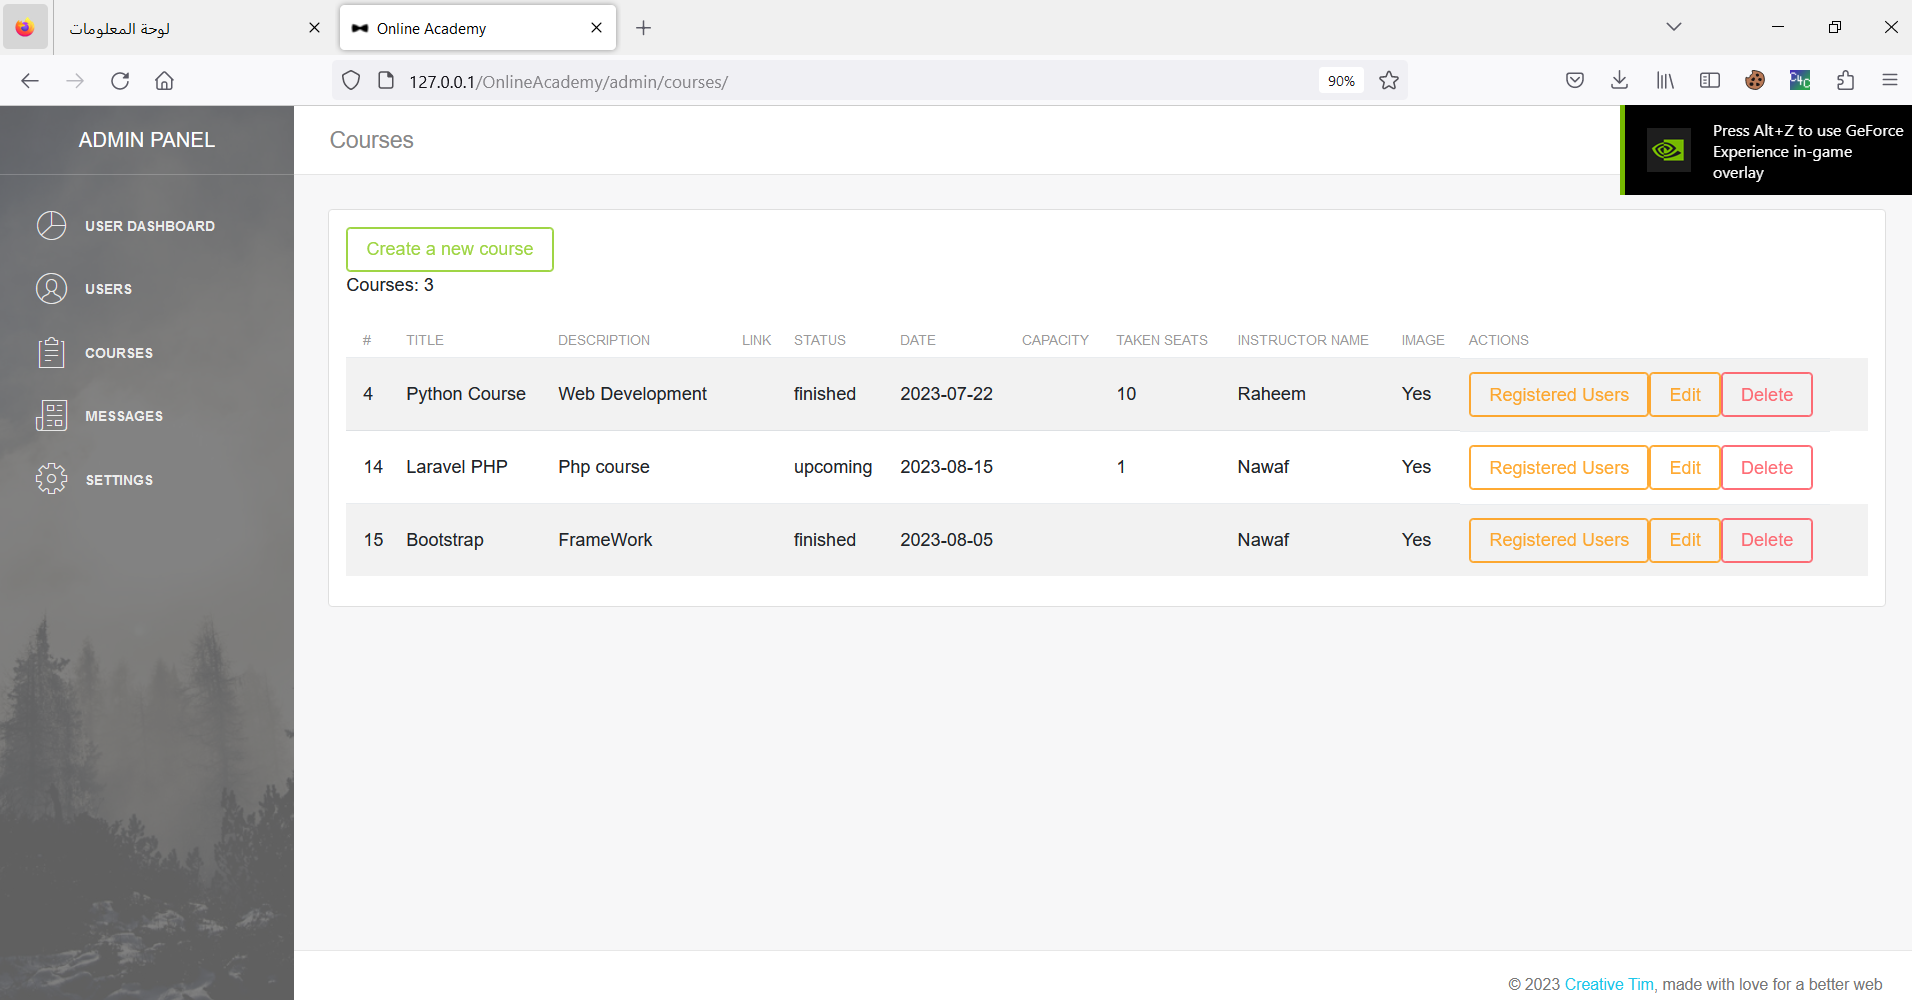 لوحة المعلومات
Online Academy
127.0.0.1/OnlineAcademy/admin/courses/
90%
C4C
ADMIN PANEL
USER DASHBOARD
USERS
COURSES
MESSAGES
SETTINGS
Courses
Press Alt+Z to use GeForce
Experience in-game
overlay
Create a new course
Courses: 3
# TITLE DESCRIPTION LINK STATUS DATE CAPACITY TAKEN SEATS INSTRUCTOR NAME IMAGE ACTIONS
4 Python Course Web Development finished 2023-07-22 10 Raheem Yes Registered Users Edit Delete
14 Laravel PHP Php course upcoming 2023-08-15 1 Nawaf Yes Registered Users Edit Delete
15 Bootstrap FrameWork finished 2023-08-05 Nawaf Yes Registered Users Edit Delete
© 2023 Creative Tim, made with love for a better web